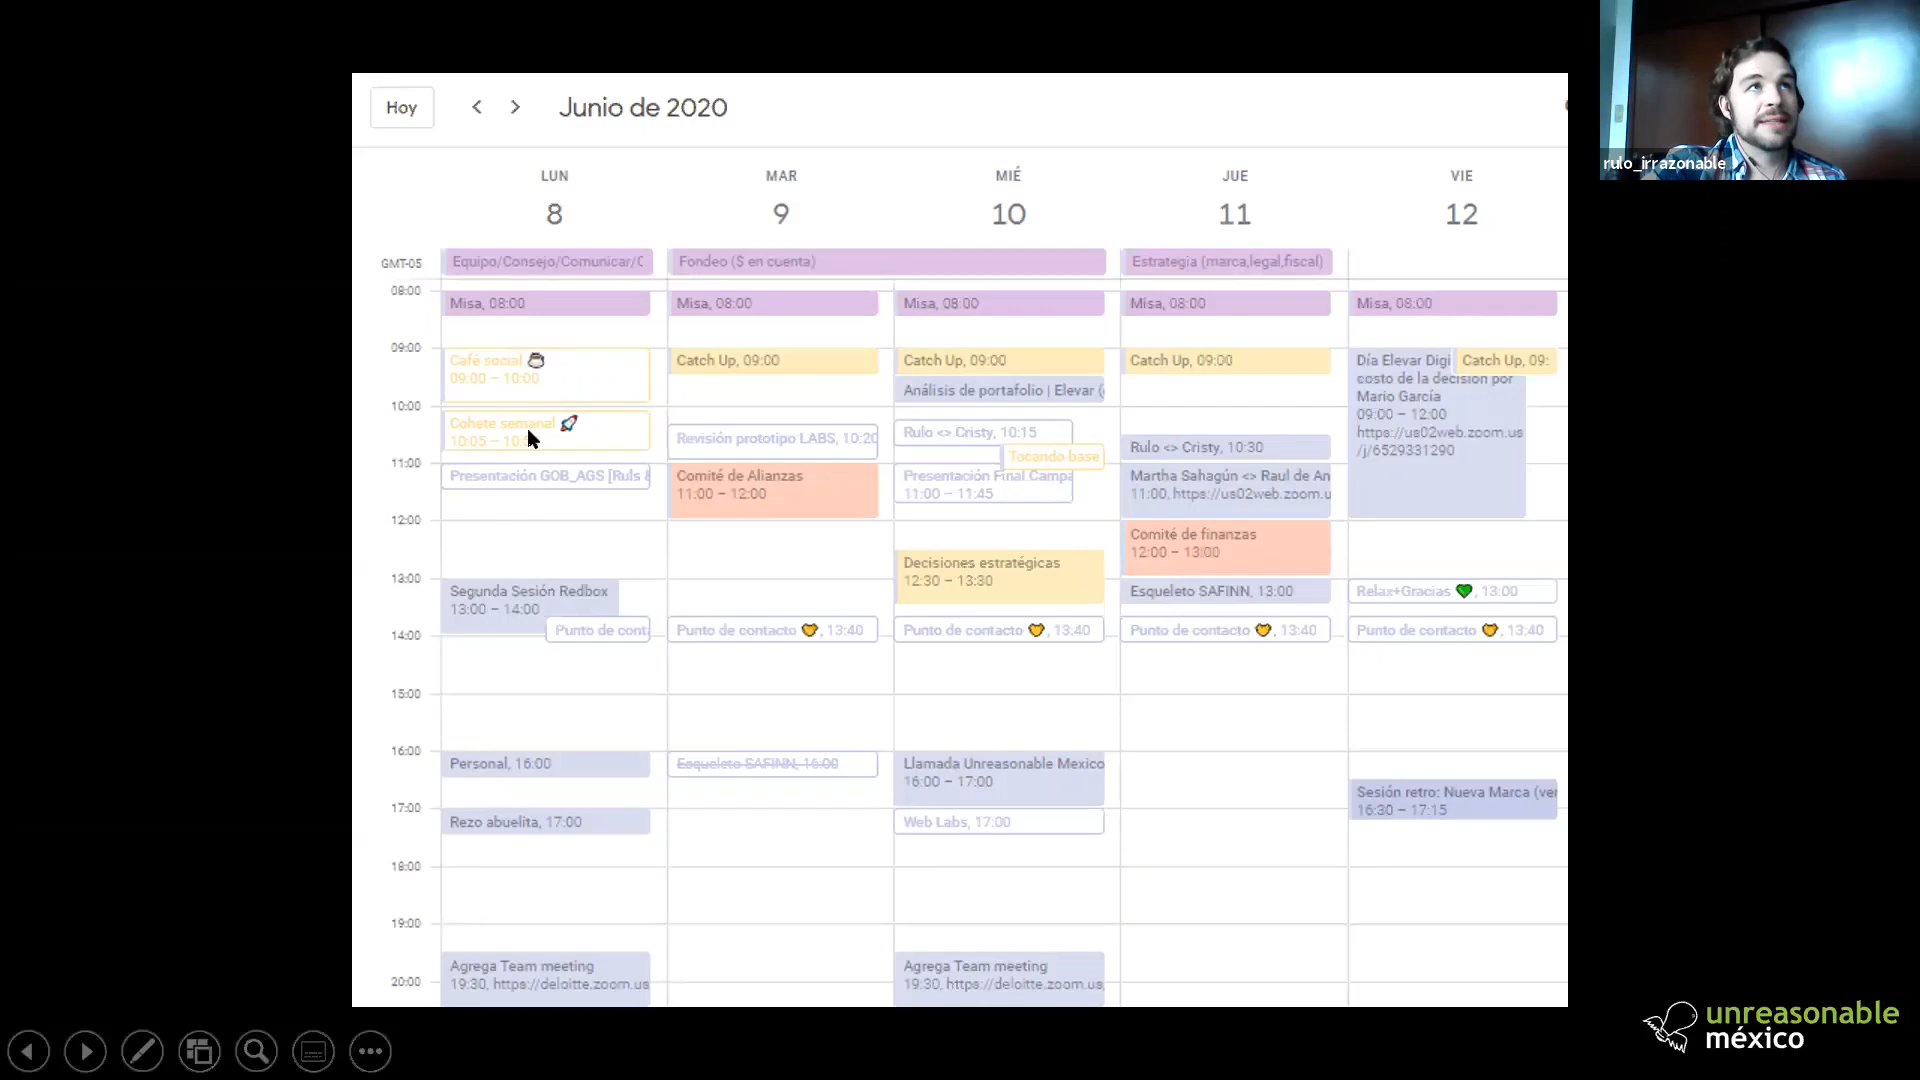 Hoy
Junio de 2020
rulo_irrazonable
LUN
MAR
MIÉ
JUE
VIE
8
9
10
11
12
GMT-05
Equipo/Consejo/Comunicar/C
Fondeo ($ en cuenta)
Estrategia (marca,legal,fiscal)
08:00
Misa, 08:00
Misa, 08:00
Misa, 08:00
Misa, 08:00
Misa, 08:00
09:00
Café social
09:00 – 10:00
Catch Up, 09:00
Catch Up, 09:00
Análisis de portafolio | Elevar (
Catch Up, 09:00
Día Elevar Digi
costo de la decisión por
Mario García
09:00 – 12:00
https://us02web.zoom.us
/j/6529331290
Catch Up, 09:
10:00
Cohete semanal
10:05 – 10:
Revisión prototipo LABS, 10:20
Rulo <> Cristy, 10:15
Tocando base
Rulo <> Cristy, 10:30
11:00
Presentación GOB_AGS [Ruls &
Comité de Alianzas
11:00 – 12:00
Presentación Final Campa
11:00 – 11:45
Martha Sahagún <> Raul de An
11:00, https://us02web.zoom.u
12:00
Decisiones estratégicas
12:30 – 13:30
Comité de finanzas
12:00 – 13:00
13:00
Segunda Sesión Redbox
13:00 – 14:00
Esqueleto SAFINN, 13:00
Relax+Gracias , 13:00
Punto de conta
Punto de contacto , 13:40
Punto de contacto , 13:40
Punto de contacto , 13:40
Punto de contacto , 13:40
14:00
15:00
16:00
Personal, 16:00
Esqueleto SAFINN, 16:00
Llamada Unreasonable Mexico
16:00 – 17:00
Sesión retro: Nueva Marca (ver
16:30 – 17:15
17:00
Rezo abuelita, 17:00
Web Labs, 17:00
18:00
19:00
Agrega Team meeting
19:30, https://deloitte.zoom.us
Agrega Team meeting
19:30, https://deloitte.zoom.us,
20:00
unreasonable
méxico